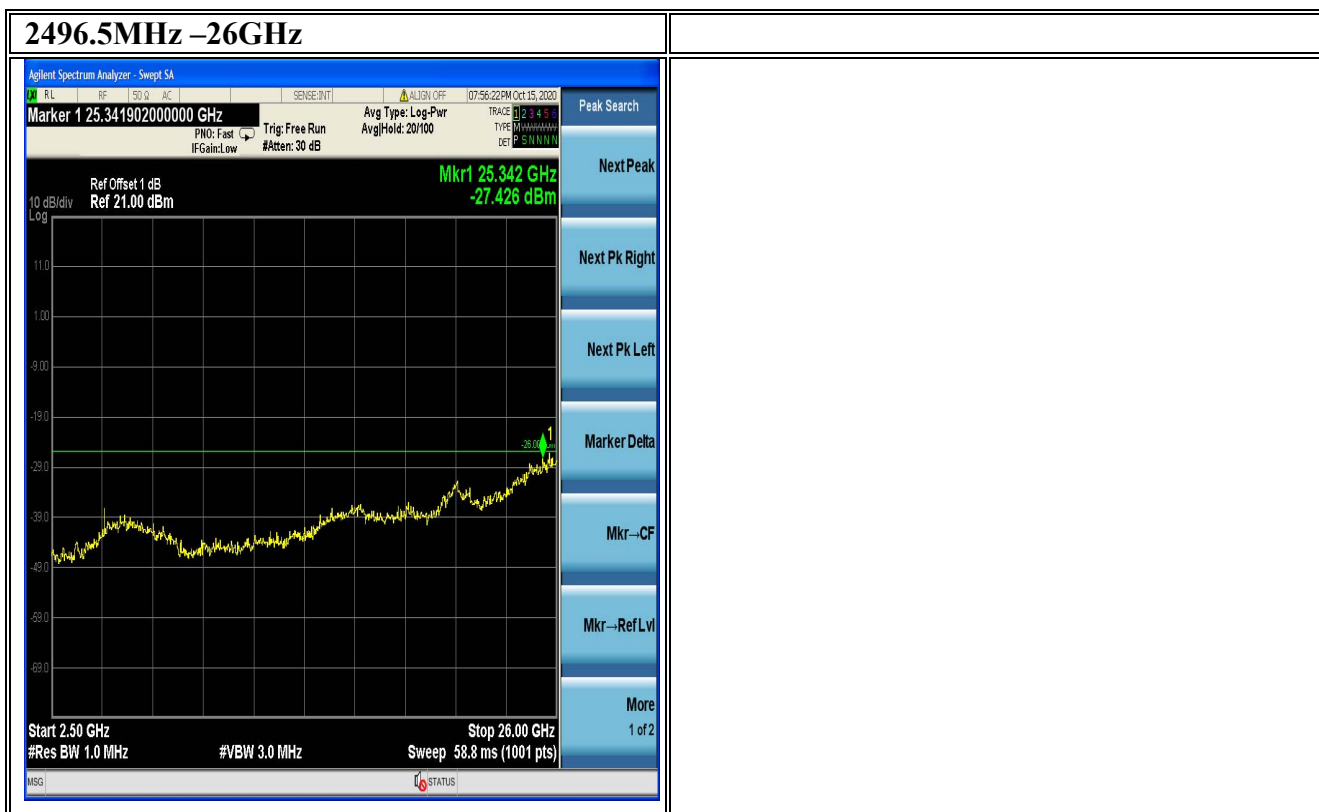 2496.5MHz –26GHz
Agilent Spectrum Analyzer - Swept SA
LXI RL RF 50 Ω AC SENSE:INT ALIGN OFF 07:56:22 PM Oct 15, 2020
Marker 1 25.341902000000 GHz
PNO: Fast
IFGain:Low
Trig: Free Run
#Atten: 30 dB
Avg Type: Log-Pwr
Avg|Hold: 20/100
TRACE 1 2 3 4 5 6
TYPE M
DET P S N N N N
Peak Search
Mkr1 25.342 GHz
-27.426 dBm
Ref Offset 1 dB
10 dB/div Ref 21.00 dBm
Log
11.0
1.00
-9.00
-19.0
-29.0
-39.0
-49.0
-59.0
-69.0
1
Next Peak
Next Pk Right
Next Pk Left
Marker Delta
Mkr→CF
Mkr→Ref Lvl
More
1 of 2
Start 2.50 GHz Stop 26.00 GHz
#Res BW 1.0 MHz #VBW 3.0 MHz Sweep 58.8 ms (1001 pts)
MSG STATUS